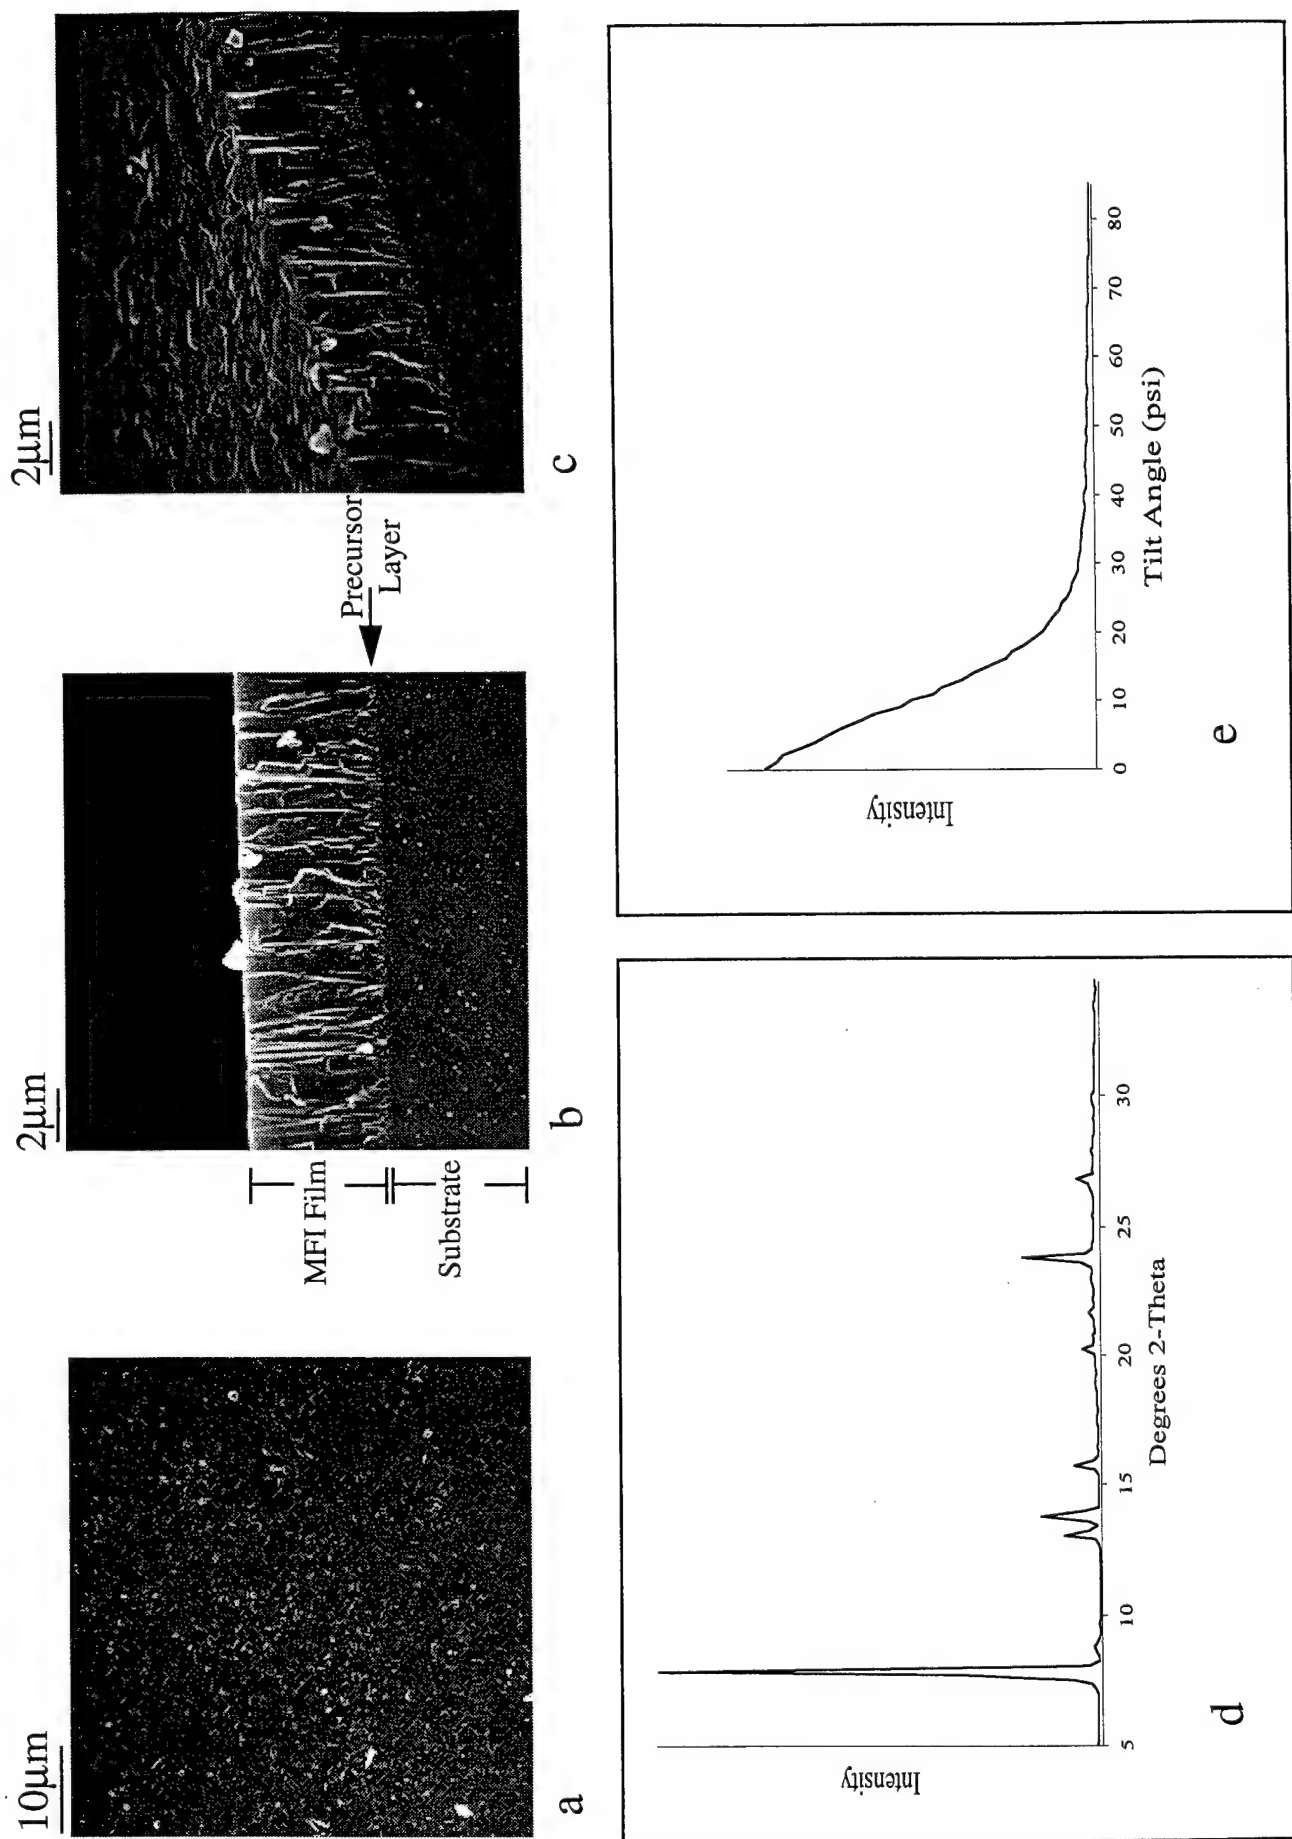 10μm
a
2μm
MFI Film
Substrate
b
Precursor
Layer
2μm
c
Intensity
5
10
15
20
25
30
Degrees 2-Theta
d
Intensity
0
10
20
30
40
50
60
70
80
Tilt Angle (psi)
e